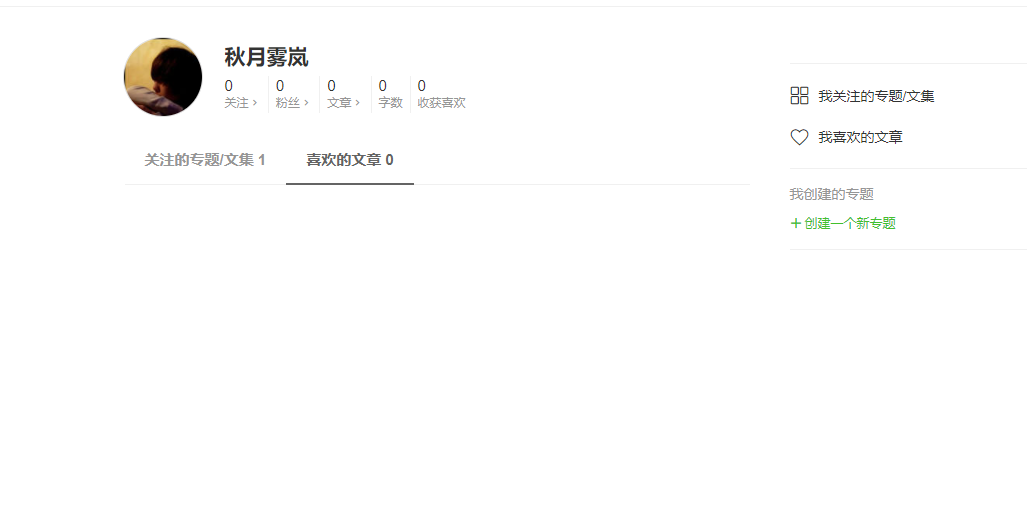 秋月雾岚
0 0 0 0 0
关注 › 粉丝 › 文章 › 字数 收获喜欢
关注的专题/文集 1 喜欢的文章 0
我关注的专题/文集
我喜欢的文章
我创建的专题
+ 创建一个新专题